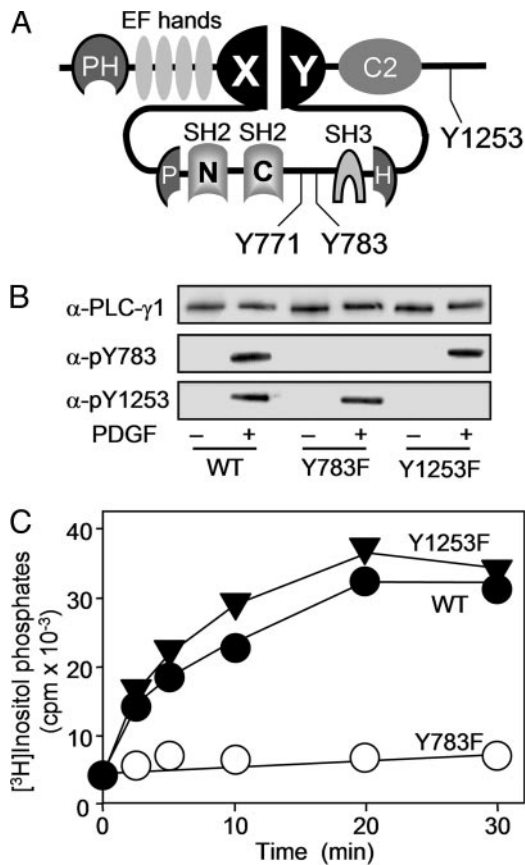 A
EF hands
PH
X
Y
C2
Y1253
SH2 SH2 SH3
P
N
C
H
Y771 Y783
B
α-PLC-γ1
α-pY783
α-pY1253
PDGF – + – + – +
WT Y783F Y1253F
C
[³H]Inositol phosphates
(cpm x 10⁻³)
40
30
20
10
0
Y1253F
WT
Y783F
0 10 20 30
Time (min)